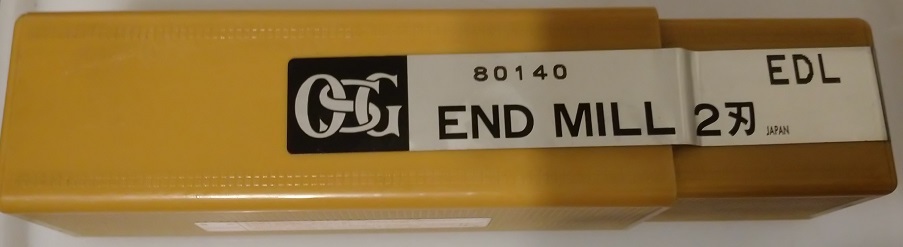 OSG
80140
EDL
END MILL 2刃
JAPAN